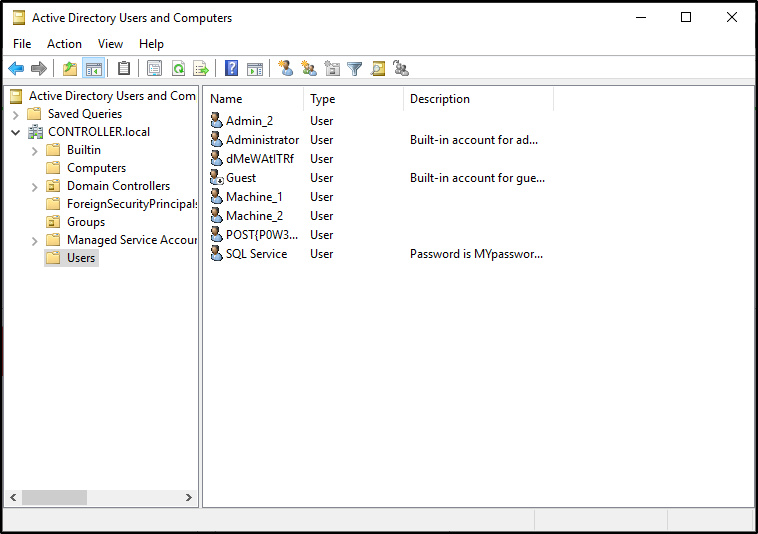 Active Directory Users and Computers
File Action View Help
Active Directory Users and Com
Saved Queries
CONTROLLER.local
Builtin
Computers
Domain Controllers
ForeignSecurityPrincipals
Groups
Managed Service Accour
Users
Name Type Description
Admin_2 User
Administrator User Built-in account for ad...
dMeWAtITRf User
Guest User Built-in account for gue...
Machine_1 User
Machine_2 User
POST{P0W3... User
SQL Service User Password is MYpasswor...